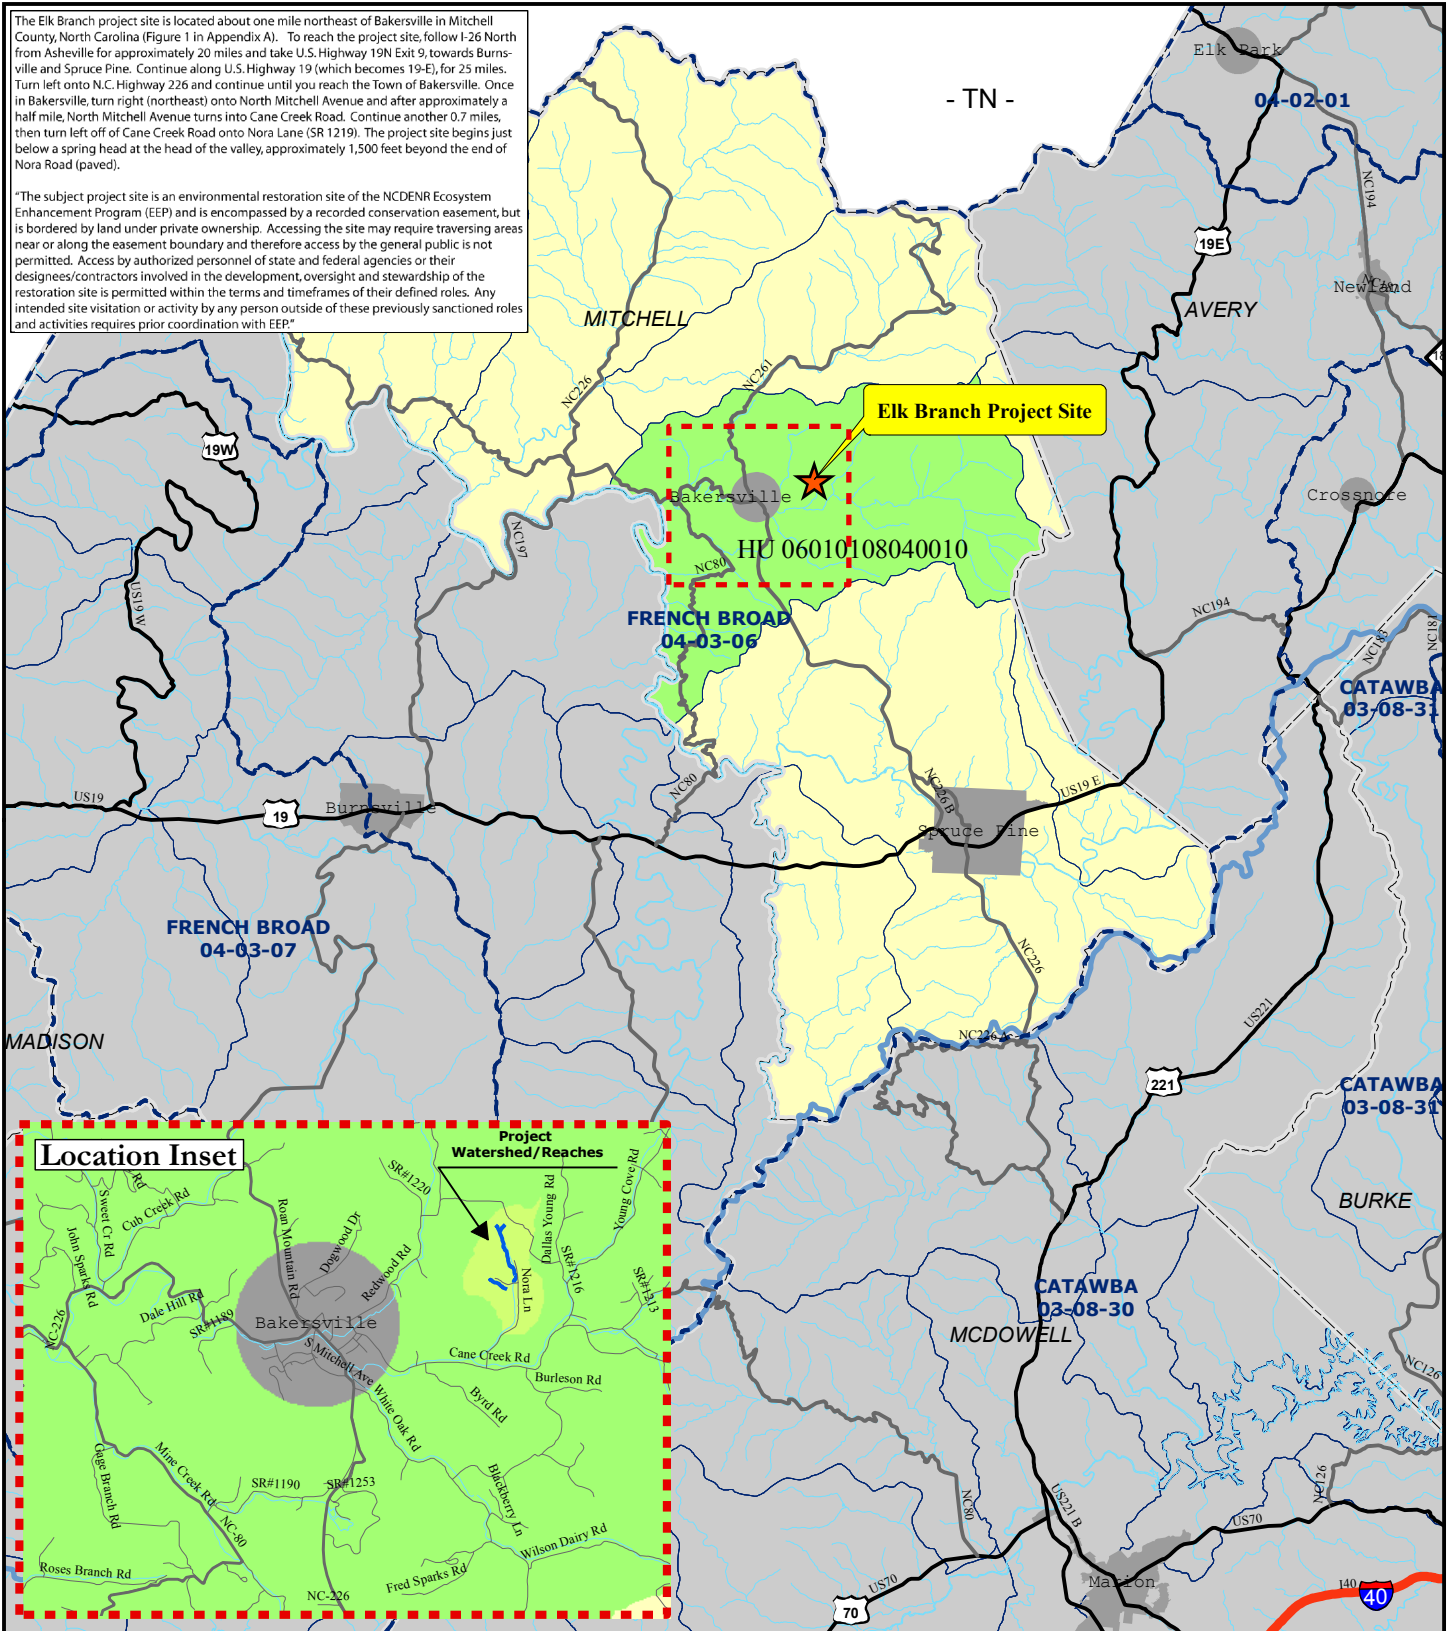 The Elk Branch project site is located about one mile northeast of Bakersville in Mitchell
County, North Carolina (Figure 1 in Appendix A). To reach the project site, follow I-26 North
from Asheville for approximately 20 miles and take U.S. Highway 19N Exit 9, towards Burns-
ville and Spruce Pine. Continue along U.S. Highway 19 (which becomes 19-E), for 25 miles.
Turn left onto N.C. Highway 226 and continue until you reach the Town of Bakersville. Once
in Bakersville, turn right (northeast) onto North Mitchell Avenue and after approximately a
half mile, North Mitchell Avenue turns into Cane Creek Road. Continue another 0.7 miles,
then turn left off of Cane Creek Road onto Nora Lane (SR 1219). The project site begins just
below a spring head at the head of the valley, approximately 1,500 feet beyond the end of
Nora Road (paved).
"The subject project site is an environmental restoration site of the NCDENR Ecosystem
Enhancement Program (EEP) and is encompassed by a recorded conservation easement, but
is bordered by land under private ownership. Accessing the site may require traversing areas
near or along the easement boundary and therefore access by the general public is not
permitted. Access by authorized personnel of state and federal agencies or their
designees/contractors involved in the development, oversight and stewardship of the
restoration site is permitted within the terms and timeframes of their defined roles. Any
intended site visitation or activity by any person outside of these previously sanctioned roles
and activities requires prior coordination with EEP."
- TN -
Elk Park
04-02-01
NC194
19E
Newland
AVERY
MITCHELL
NC261
NC226
Elk Branch Project Site
19W
Bakersville
Crossnore
HU 06010108040010
NC197
NC80
US19 W
FRENCH BROAD
04-03-06
NC194
NC183
NC181
CATAWBA
03-08-31
NC80
NC226 B
US19 E
US19
19
Burnsville
Spruce Pine
FRENCH BROAD
04-03-07
NC226
US221
MADISON
NC226 A
221
CATAWBA
03-08-31
BURKE
CATAWBA
03-08-30
MCDOWELL
NC126
NC126
NC80
US221 B
US70
US70
Marion
70
I40
40
Location Inset
Project
Watershed/Reaches
SR#1220
Sweet Cr Rd
Rd
Cub Creek Rd
John Sparks Rd
Roan Mountain Rd
Dogwood Dr
Redwood Rd
Dallas Young Rd
Young Cove Rd
SR#1216
SR#1213
Nora Ln
Dale Hill Rd
SR#1189
NC-226
Bakersville
S Mitchell Ave
Cane Creek Rd
Burleson Rd
Byrd Rd
White Oak Rd
Gage Branch Rd
Mine Creek Rd
SR#1190
SR#1253
Blackberry Ln
NC-80
Wilson Dairy Rd
Roses Branch Rd
Fred Sparks Rd
NC-226